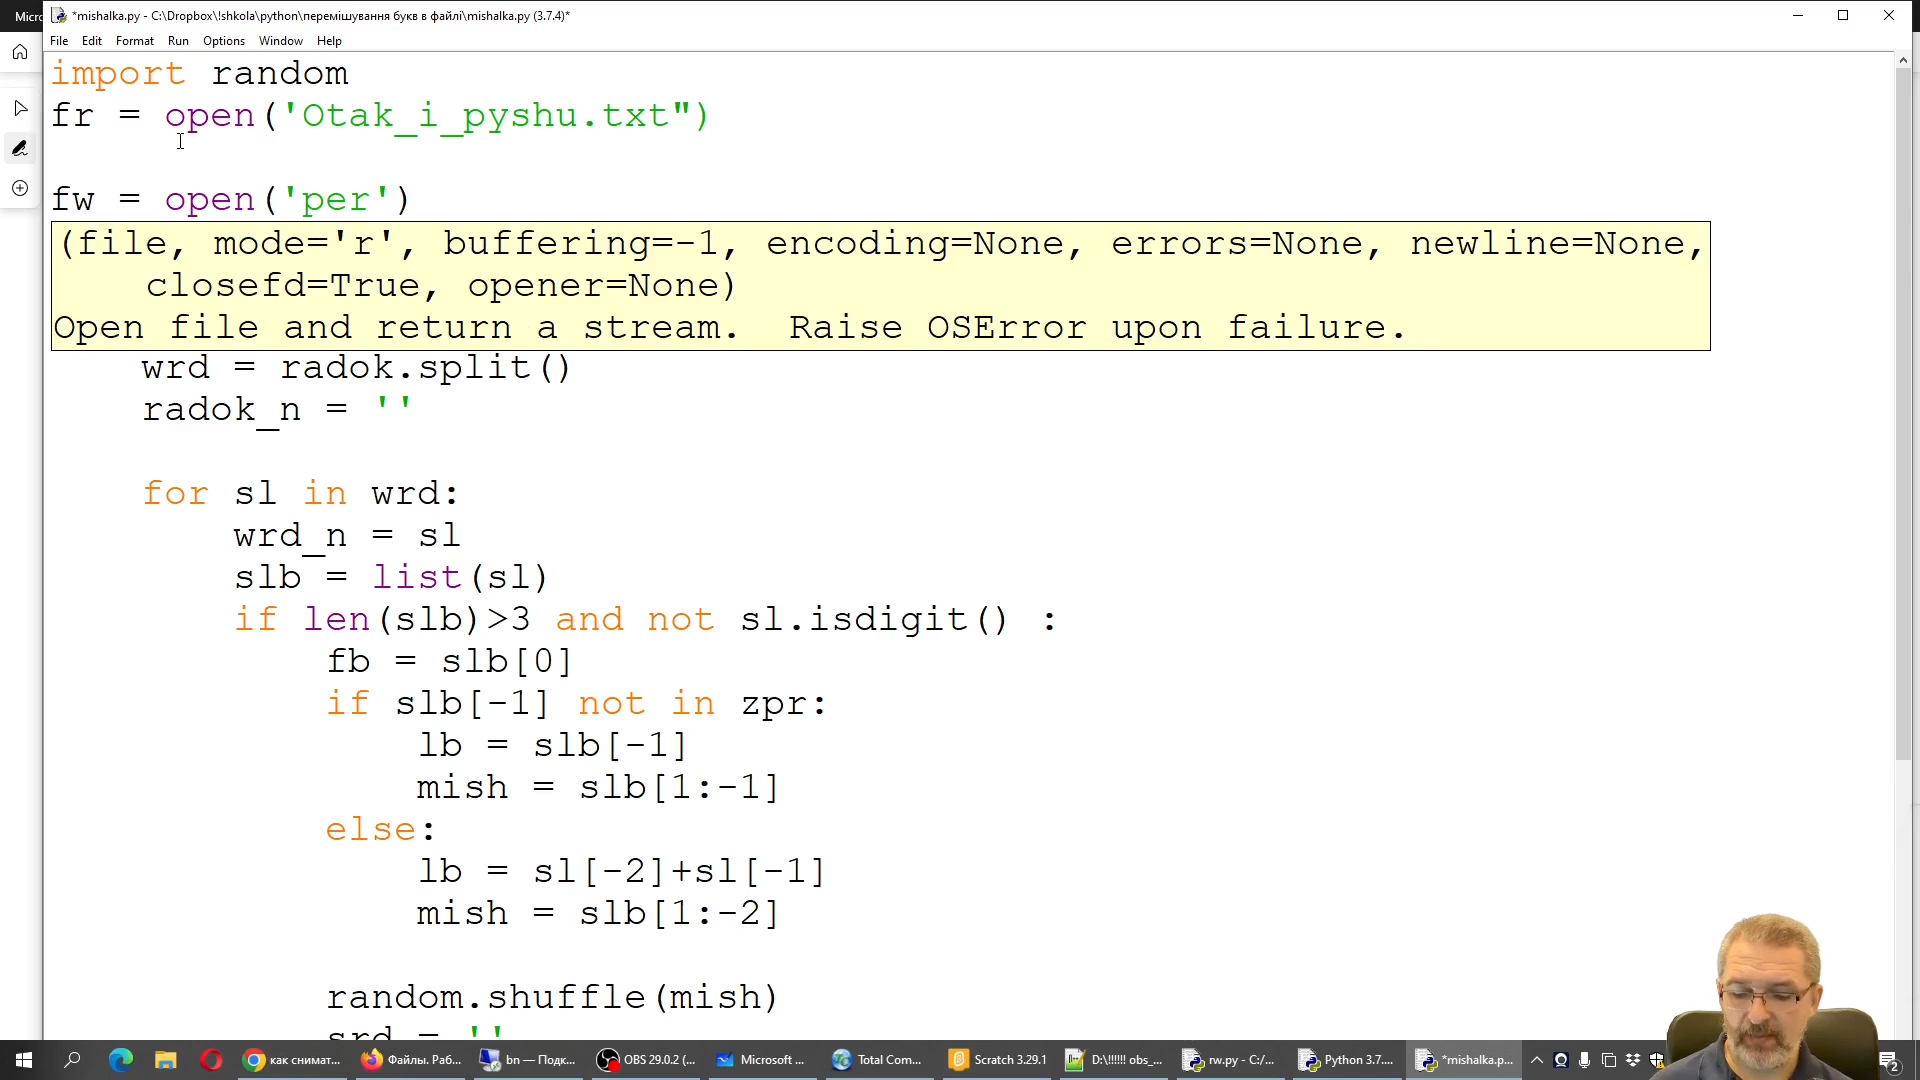 Micro
*mishalka.py - C:\Dropbox\!shkola\python\перемішування букв в файлі\mishalka.py (3.7.4)*
File Edit Format Run Options Window Help
import random
fr = open('Otak_i_pyshu.txt")
fw = open('per')
(file, mode='r', buffering=-1, encoding=None, errors=None, newline=None,
closefd=True, opener=None)
Open file and return a stream.  Raise OSError upon failure.
wrd = radok.split()
radok_n = ''
for sl in wrd:
wrd_n = sl
slb = list(sl)
if len(slb)>3 and not sl.isdigit() :
fb = slb[0]
if slb[-1] not in zpr:
lb = slb[-1]
mish = slb[1:-1]
else:
lb = sl[-2]+sl[-1]
mish = slb[1:-2]
random.shuffle(mish)
srd = ''
как снимат... Файлы. Раб... bn — Подк... OBS 29.0.2 (... Microsoft ... Total Com... Scratch 3.29.1 D:\!!!!!! obs_... rw.py - C:/... Python 3.7.... *mishalka.p... 2